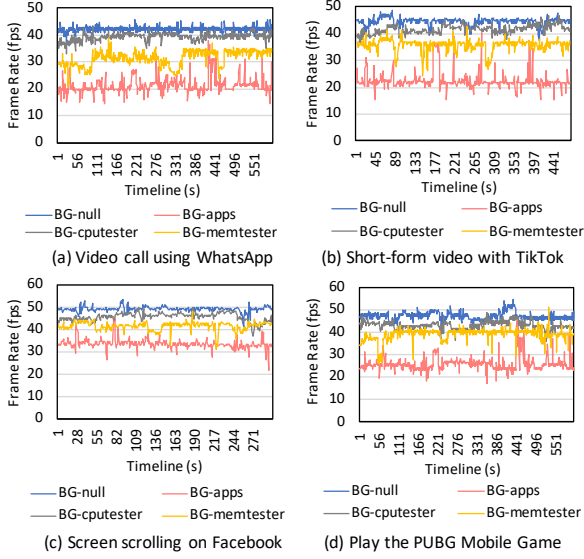 Frame Rate (fps)
50
40
30
20
10
0
1 56 111 166 221 276 331 386 441 496 551
Timeline (s)
BG-null BG-apps
BG-cputester BG-memtester
(a) Video call using WhatsApp
Frame Rate (fps)
50
40
30
20
10
0
1 45 89 133 177 221 265 309 353 397 441
Timeline (s)
BG-null BG-apps
BG-cputester BG-memtester
(b) Short-form video with TikTok
Frame Rate (fps)
60
50
40
30
20
10
0
1 28 55 82 109 136 163 190 217 244 271
Timeline (s)
BG-null BG-apps
BG-cputester BG-memtester
(c) Screen scrolling on Facebook
Frame Rate (fps)
60
50
40
30
20
10
0
1 56 111 166 221 276 331 386 441 496 551
Timeline (s)
BG-null BG-apps
BG-cputester BG-memtester
(d) Play the PUBG Mobile Game